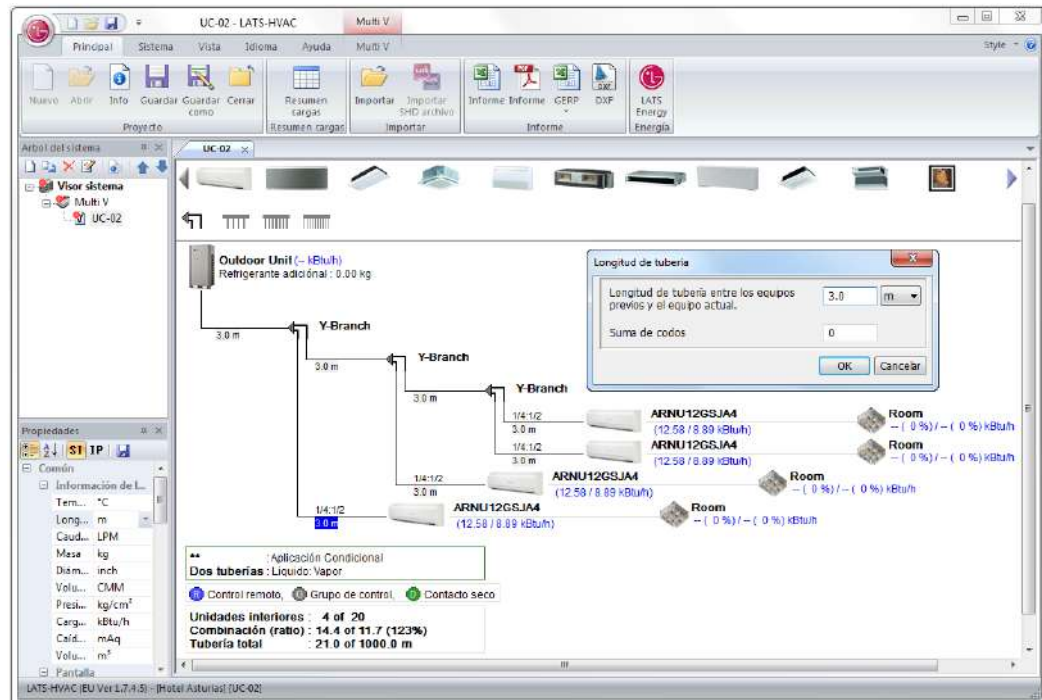 UC-02 - LATS-HVAC
Multi V
Principal Sistema Vista Idioma Ayuda Multi V
Style
Nuevo Abrir Info Guardar Guardar como Cerrar
Resumen cargas
Importar Importar SHD archivo
Informe Informe GERP DXF
LATS Energy
Proyecto Resumen cargas Importar Informe Energía
Arbol del sistema
UC-02
Visor sistema
Multi V
UC-02
Outdoor Unit (-- kBtu/h)
Refrigerante adiciónal : 0.00 kg
Longitud de tuberia
Longitud de tubería entre los equipos
previos y el equipo actual.
3.0 m
Suma de codos
0
OK Cancelar
3.0 m
Y-Branch
3.0 m
Y-Branch
3.0 m
Y-Branch
1/4:1/2
3.0 m
ARNU12GSJA4
(12.58 / 8.89 kBtu/h)
Room
-- ( 0 %) / -- ( 0 %) kBtu/h
1/4:1/2
3.0 m
ARNU12GSJA4
(12.58 / 8.89 kBtu/h)
Room
-- ( 0 %) / -- ( 0 %) kBtu/h
1/4:1/2
3.0 m
ARNU12GSJA4
(12.58 / 8.89 kBtu/h)
Room
-- ( 0 %) / -- ( 0 %) kBtu/h
1/4:1/2
3.0 m
ARNU12GSJA4
(12.58 / 8.89 kBtu/h)
Room
-- ( 0 %) / -- ( 0 %) kBtu/h
** : Aplicación Condicional
Dos tuberías : Liquido: Vapor
Control remoto, Grupo de control, Contacto seco
Unidades interiores : 4 of 20
Combinación (ratio) : 14.4 of 11.7 (123%)
Tubería total : 21.0 of 1000.0 m
Propiedades
SI IP
Común
Información de l...
Tem... °C
Long... m
Caud... LPM
Masa kg
Diám... inch
Volu... CMM
Presi... kg/cm²
Carg... kBtu/h
Caíd... mAq
Volu... m³
Pantalla
LATS-HVAC (EU Ver 1.7.4.5) - [Hotel Asturias] [UC-02]